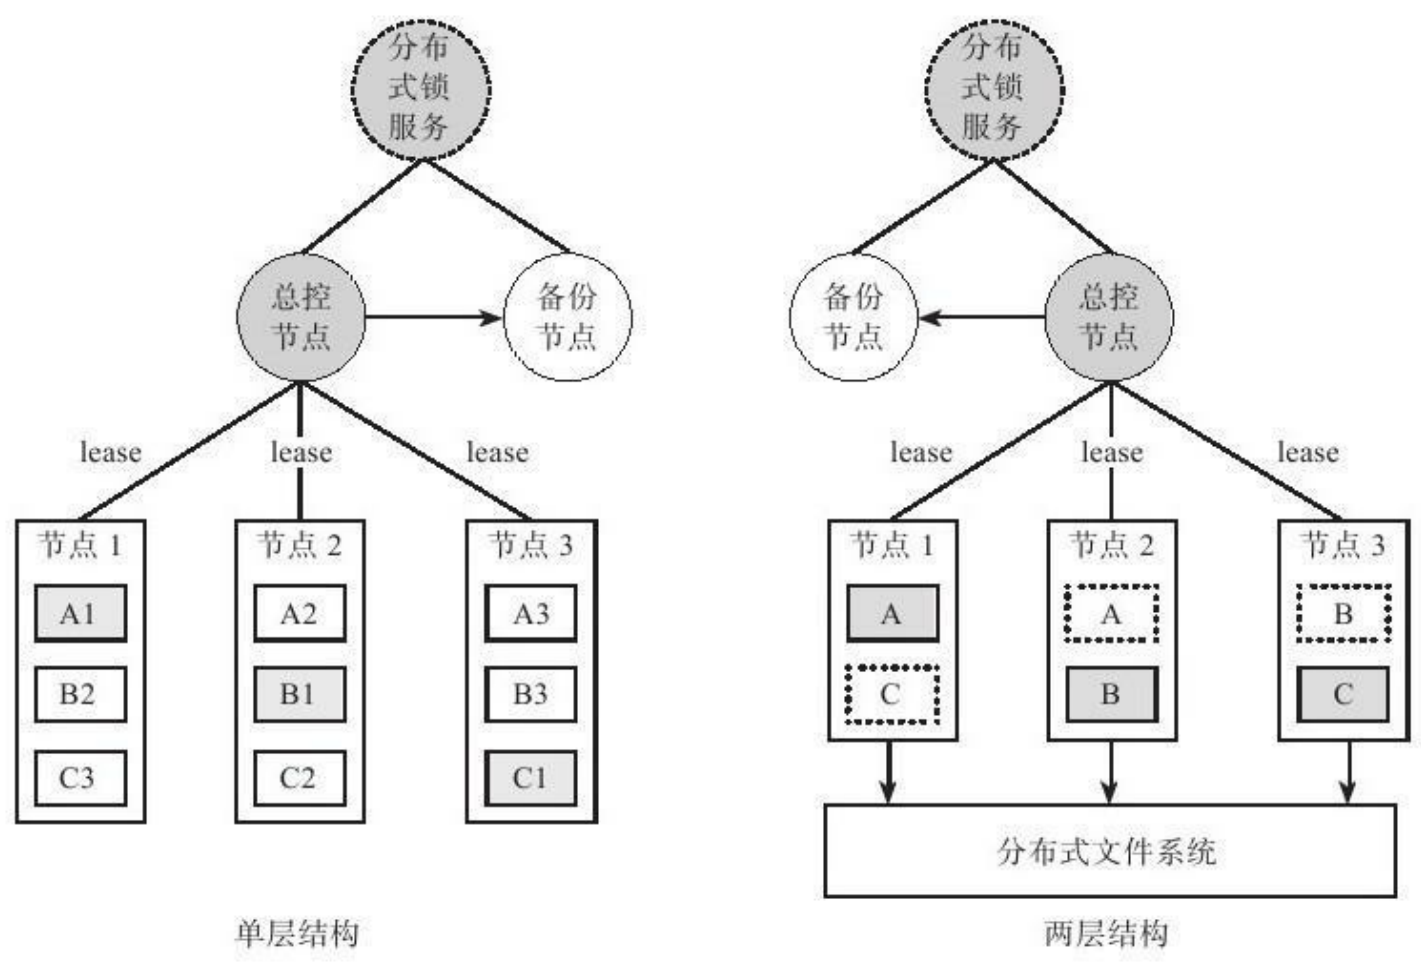 分布
式锁
服务
总控
节点
备份
节点
lease
lease
lease
节点 1
A1
B2
C3
节点 2
A2
B1
C2
节点 3
A3
B3
C1
单层结构
分布
式锁
服务
备份
节点
总控
节点
lease
lease
lease
节点 1
A
C
节点 2
A
B
节点 3
B
C
分布式文件系统
两层结构